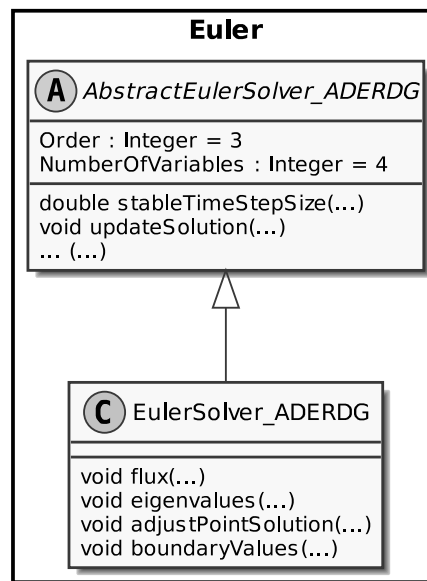 Euler
A AbstractEulerSolver_ADERDG
Order : Integer = 3
NumberOfVariables : Integer = 4
double stableTimeStepSize(...)
void updateSolution(...)
... (...)
C EulerSolver_ADERDG
void flux(...)
void eigenvalues(...)
void adjustPointSolution(...)
void boundaryValues(...)